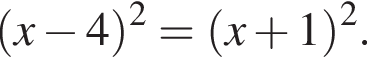 (x − 4)² = (x + 1)².